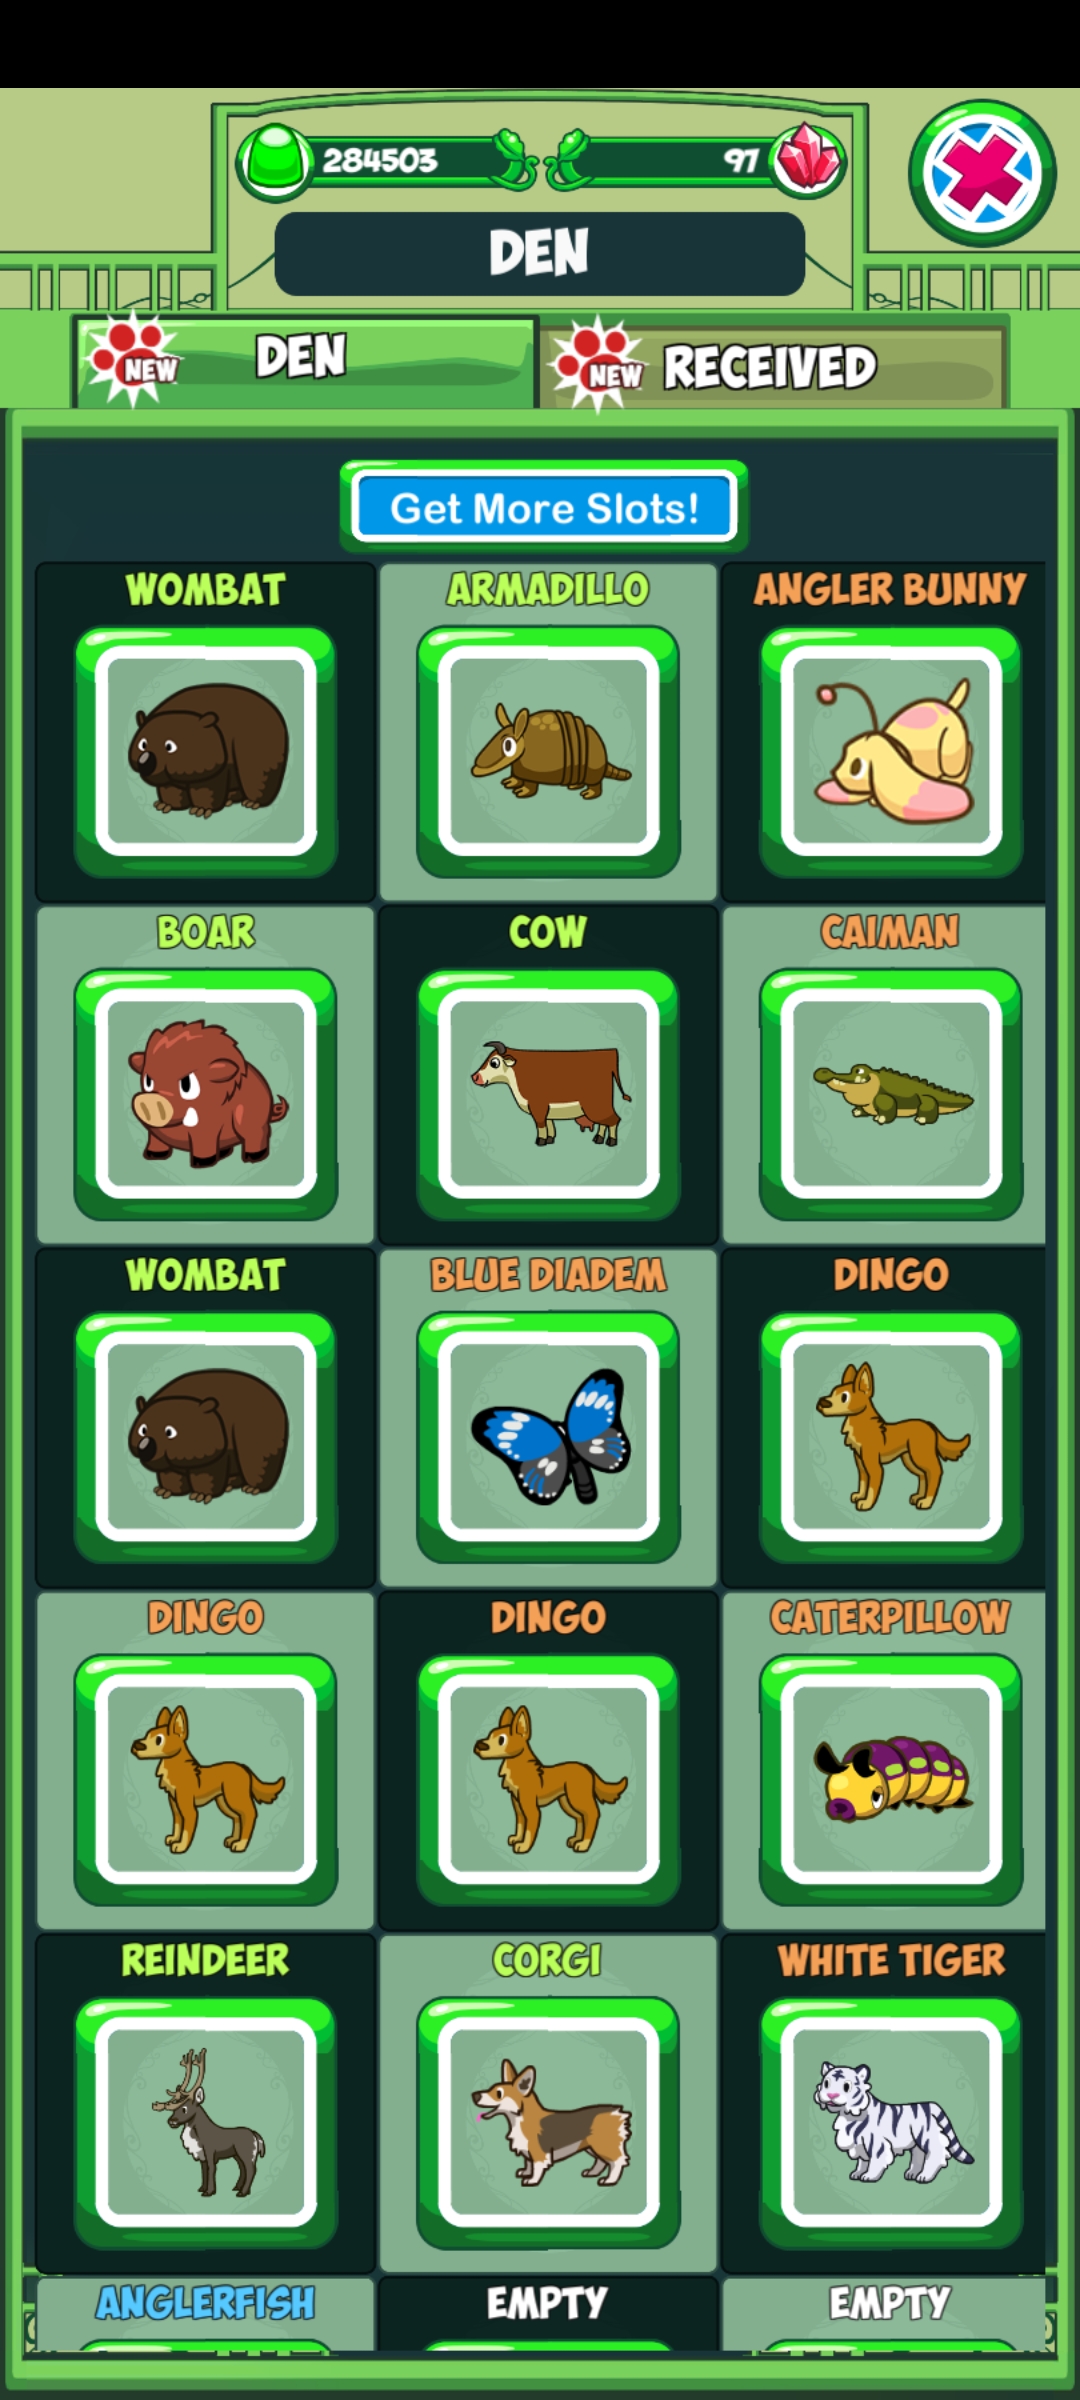 284503
97
DEN
NEW
DEN
NEW
RECEIVED
Get More Slots!
WOMBAT
ARMADILLO
ANGLER BUNNY
BOAR
COW
CAIMAN
WOMBAT
BLUE DIADEM
DINGO
DINGO
DINGO
CATERPILLOW
REINDEER
CORGI
WHITE TIGER
ANGLERFISH
EMPTY
EMPTY